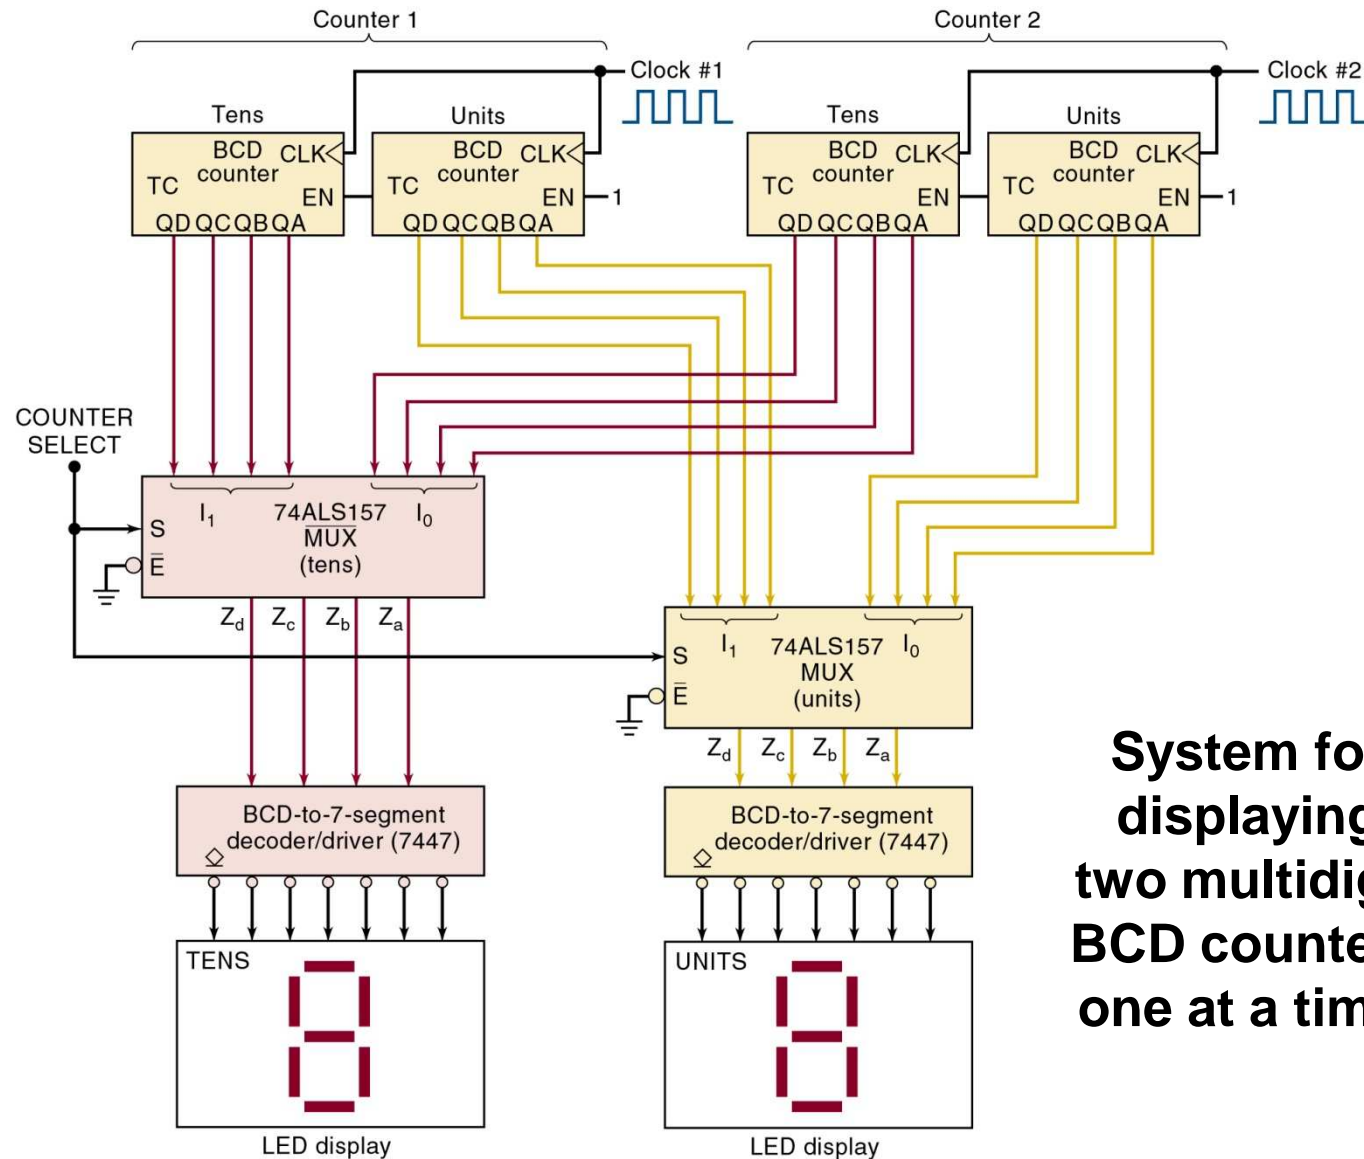 Counter 1
Counter 2
Clock #1
Clock #2
Tens
Units
Tens
Units
BCD
counter
CLK
TC
EN
QD QC QB QA
BCD
counter
CLK
TC
EN
1
QD QC QB QA
BCD
counter
CLK
TC
EN
QD QC QB QA
BCD
counter
CLK
TC
EN
1
QD QC QB QA
COUNTER
SELECT
I1
74ALS157
I0
S
MUX
E̅
(tens)
Zd Zc Zb Za
I1
74ALS157
I0
S
MUX
E̅
(units)
Zd Zc Zb Za
BCD-to-7-segment
decoder/driver (7447)
BCD-to-7-segment
decoder/driver (7447)
TENS
UNITS
LED display
LED display
System fo
displaying
two multidig
BCD counte
one at a tim